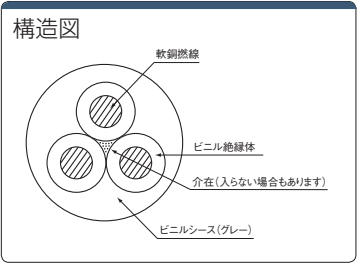 構造図
軟銅撚線
ビニル絶縁体
介在（入らない場合もあります）
ビニルシース（グレー）